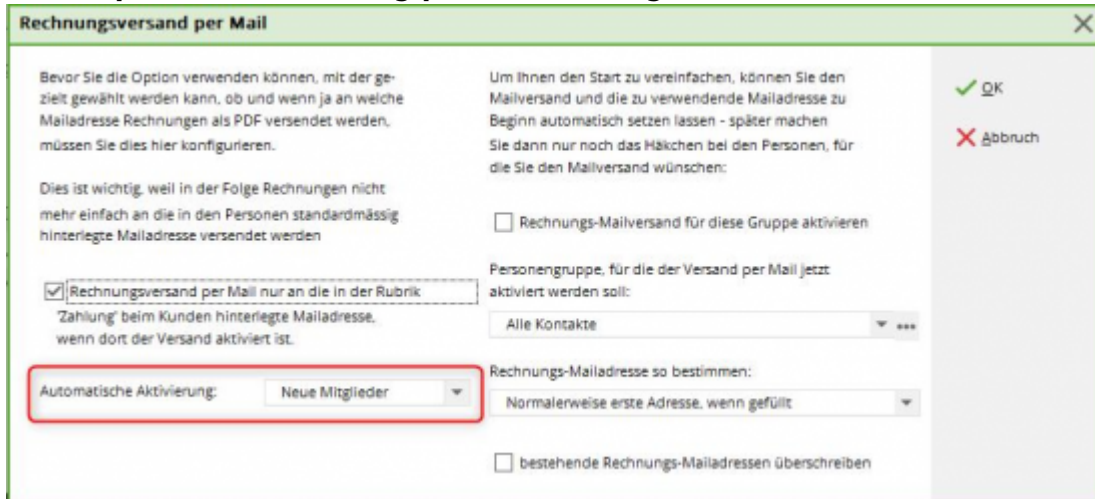 Rechnungsversand per Mail
Bevor Sie die Option verwenden können, mit der ge-
zielt gewählt werden kann, ob und wenn ja an welche
Mailadresse Rechnungen als PDF versendet werden,
müssen Sie dies hier konfigurieren.
Dies ist wichtig, weil in der Folge Rechnungen nicht
mehr einfach an die in den Personen standardmässig
hinterlegte Mailadresse versendet werden
Rechnungsversand per Mail nur an die in der Rubrik
'Zahlung' beim Kunden hinterlegte Mailadresse,
wenn dort der Versand aktiviert ist.
Automatische Aktivierung: Neue Mitglieder
Um Ihnen den Start zu vereinfachen, können Sie den
Mailversand und die zu verwendende Mailadresse zu
Beginn automatisch setzen lassen - später machen
Sie dann nur noch das Häkchen bei den Personen, für
die Sie den Mailversand wünschen:
Rechnungs-Mailversand für diese Gruppe aktivieren
Personengruppe, für die der Versand per Mail jetzt
aktiviert werden soll:
Alle Kontakte
Rechnungs-Mailadresse so bestimmen:
Normalerweise erste Adresse, wenn gefüllt
bestehende Rechnungs-Mailadressen überschreiben
OK
Abbruch